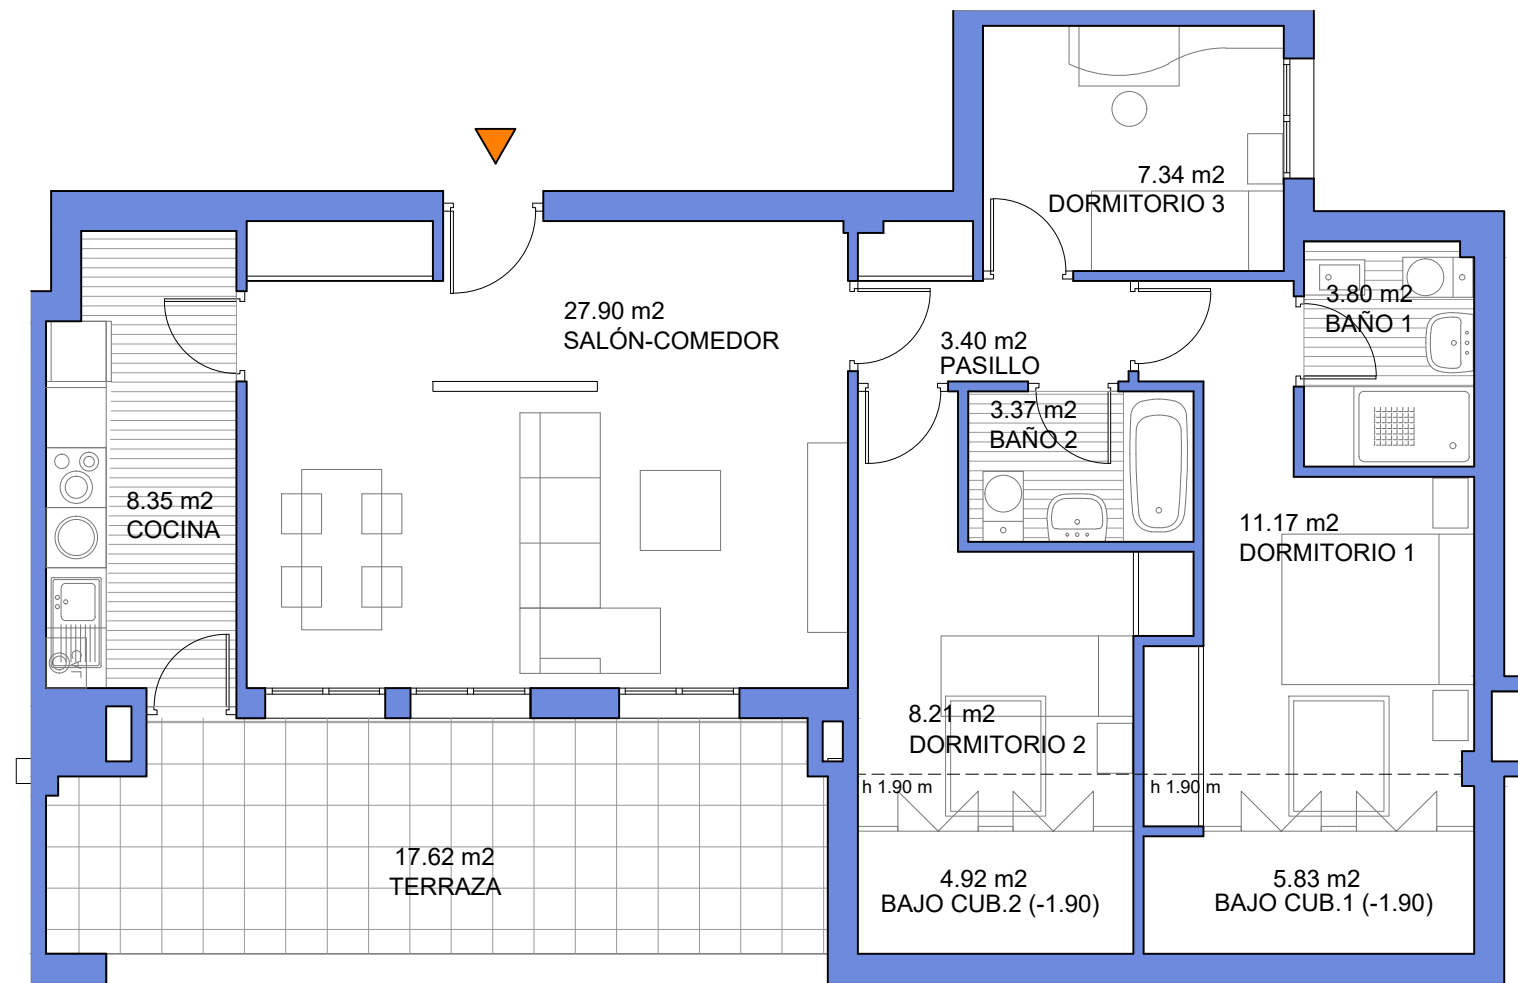 7.34 m2
DORMITORIO 3
27.90 m2
SALÓN-COMEDOR
3.40 m2
PASILLO
3.80 m2
BAÑO 1
3.37 m2
BAÑO 2
8.35 m2
COCINA
11.17 m2
DORMITORIO 1
8.21 m2
DORMITORIO 2
h 1.90 m
h 1.90 m
17.62 m2
TERRAZA
4.92 m2
BAJO CUB.2 (-1.90)
5.83 m2
BAJO CUB.1 (-1.90)